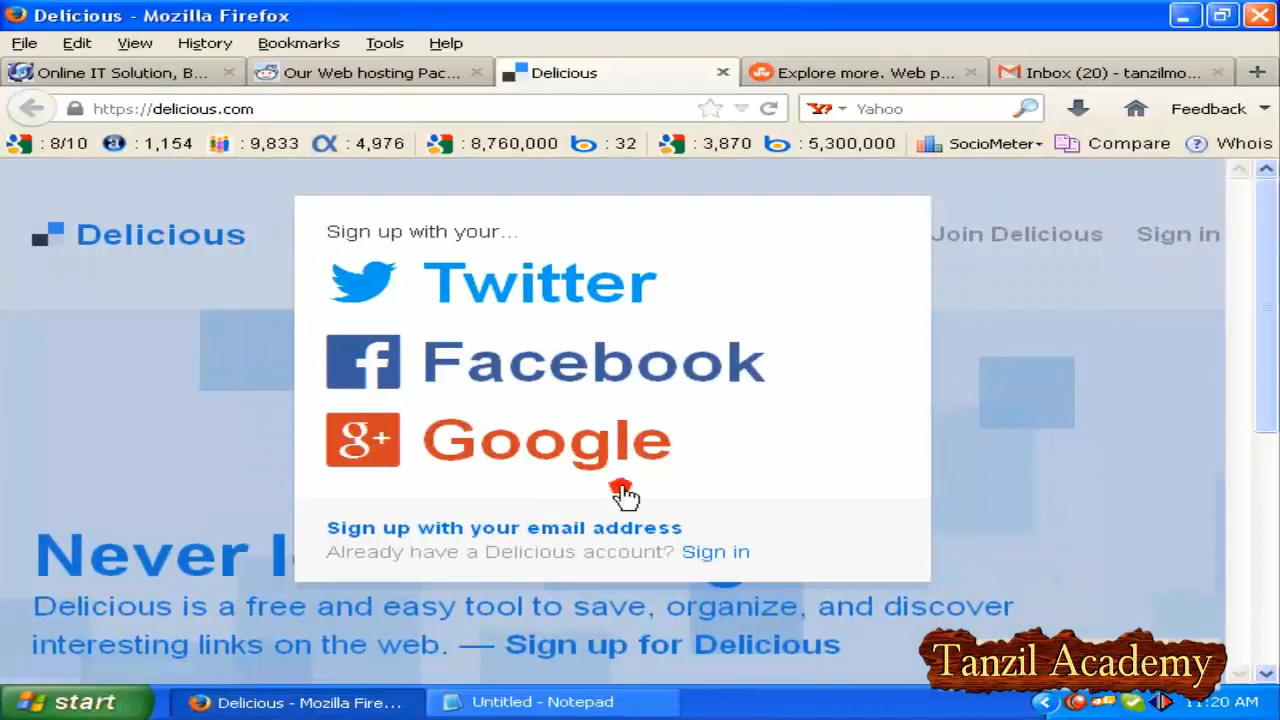 Delicious - Mozilla Firefox
File Edit View History Bookmarks Tools Help
Online IT Solution, B... Our Web hosting Pac... Delicious Explore more. Web p... Inbox (20) - tanzilmo...
https://delicious.com Yahoo Feedback
: 8/10 : 1,154 : 9,833 : 4,976 : 8,760,000 : 32 : 3,870 : 5,300,000 SocioMeter Compare Whois
Delicious Join Delicious Sign in
Sign up with your...
Twitter
Facebook
g+ Google
Sign up with your email address
Already have a Delicious account? Sign in
Never l
Delicious is a free and easy tool to save, organize, and discover
interesting links on the web. — Sign up for Delicious
Tanzil Academy
start Delicious - Mozilla Fire... Untitled - Notepad 11:20 AM